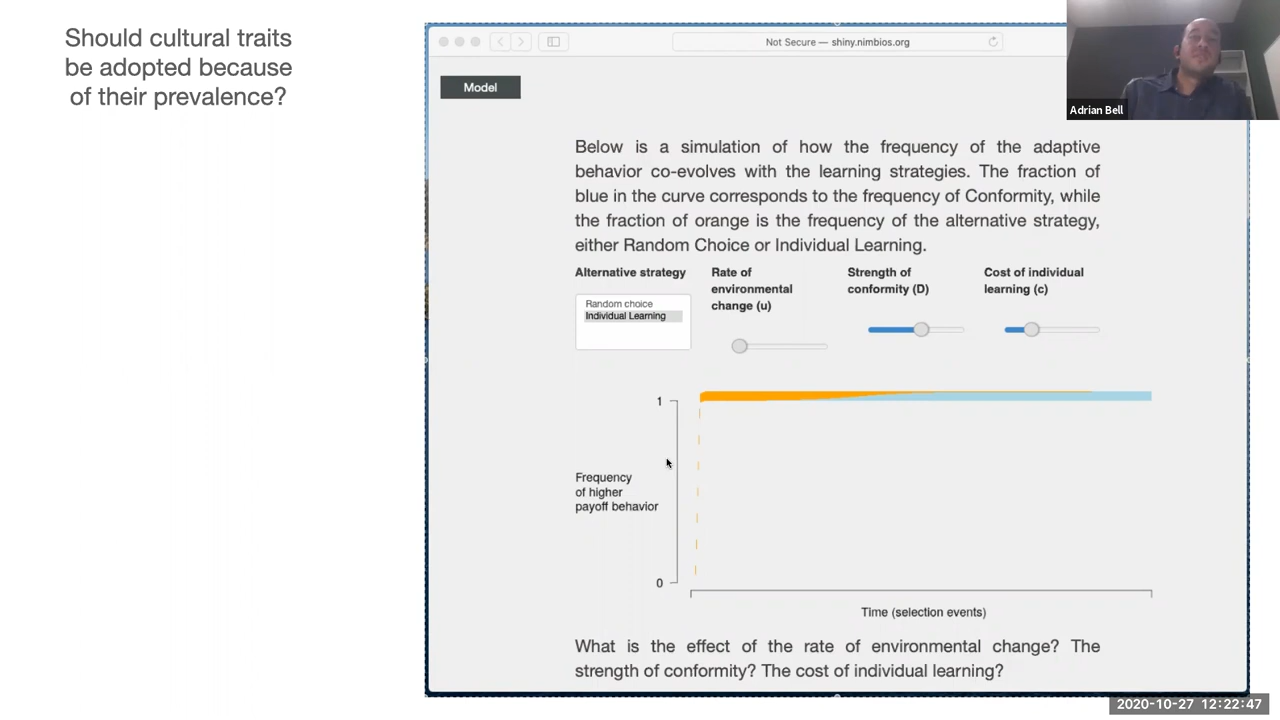 Should cultural traits
be adopted because
of their prevalence?
Not Secure — shiny.nimbios.org
Model
Adrian Bell
Below is a simulation of how the frequency of the adaptive
behavior co-evolves with the learning strategies. The fraction of
blue in the curve corresponds to the frequency of Conformity, while
the fraction of orange is the frequency of the alternative strategy,
either Random Choice or Individual Learning.
Alternative strategy
Random choice
Individual Learning
Rate of
environmental
change (u)
Strength of
conformity (D)
Cost of individual
learning (c)
1
Frequency
of higher
payoff behavior
0
Time (selection events)
What is the effect of the rate of environmental change? The
strength of conformity? The cost of individual learning?
2020-10-27 12:22:47